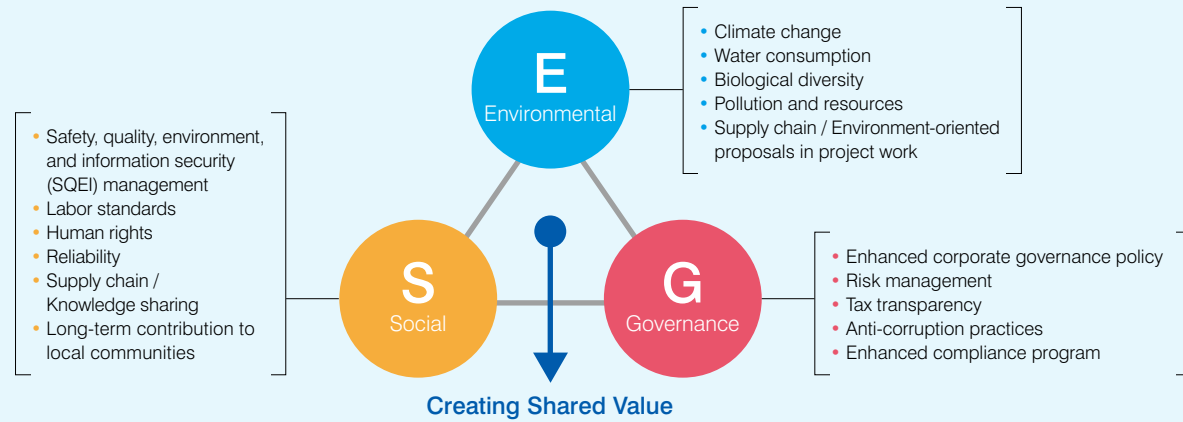 E
Environmental
• Climate change
• Water consumption
• Biological diversity
• Pollution and resources
• Supply chain / Environment-oriented
proposals in project work
• Safety, quality, environment,
and information security
(SQEI) management
• Labor standards
• Human rights
• Reliability
• Supply chain /
Knowledge sharing
• Long-term contribution to
local communities
S
Social
G
Governance
• Enhanced corporate governance policy
• Risk management
• Tax transparency
• Anti-corruption practices
• Enhanced compliance program
Creating Shared Value